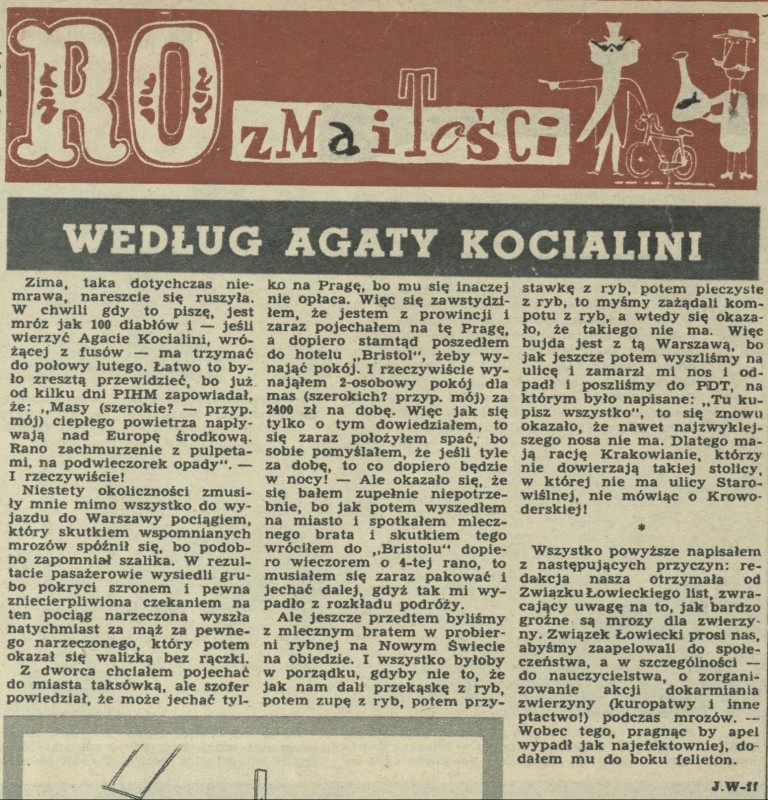 ROzMaiTości
WEDŁUG AGATY KOCIALINI
Zima, taka dotychczas nie-
mrawa, nareszcie się ruszyła.
W chwili gdy to piszę, jest
mróz jak 100 diabłów i — jeśli
wierzyć Agacie Kocialini, wró-
żącej z fusów — ma trzymać
do połowy lutego. Łatwo to by-
ło zresztą przewidzieć, bo już
od kilku dni PIHM zapowiadał,
że: „Masy (szerokie? — przyp.
mój) ciepłego powietrza napły-
wają nad Europę środkową.
Rano zachmurzenie z pulpeta-
mi, na podwieczorek opady". —
I rzeczywiście!
Niestety okoliczności zmusi-
ły mnie mimo wszystko do wy-
jazdu do Warszawy pociągiem,
który skutkiem wspomnianych
mrozów spóźnił się, bo podob-
no zapomniał szalika. W rezul-
tacie pasażerowie wysiedli gru-
bo pokryci szronem i pewna
zniecierpliwiona czekaniem na
ten pociąg narzeczona wyszła
natychmiast za mąż za pewne-
go narzeczonego, który potem
okazał się walizką bez rączki.
Z dworca chciałem pojechać
do miasta taksówką, ale szofer
powiedział, że może jechać tyl-
ko na Pragę, bo mu się inaczej
nie opłaca. Więc się zawstydzi-
łem, że jestem z prowincji i
zaraz pojechałem na tę Pragę,
a dopiero stamtąd poszedłem
do hotelu „Bristol", żeby wy-
nająć pokój. I rzeczywiście wy-
nająłem 2-osobowy pokój dla
mas (szerokich? przyp. mój) za
2400 zł na dobę. Więc jak się
tylko o tym dowiedziałem, to
się zaraz położyłem spać, bo
sobie pomyślałem, że jeśli tyle
za dobę, to co dopiero będzie
w nocy! — Ale okazało się, że
się bałem zupełnie niepotrze-
bnie, bo jak potem wyszedłem
na miasto i spotkałem mlecz-
nego brata i skutkiem tego
wróciłem do „Bristolu" dopie-
ro wieczorem o 4-tej rano, to
musiałem się zaraz pakować i
jechać dalej, gdyż tak mi wy-
padło z rozkładu podróży.
Ale jeszcze przedtem byliśmy
z mlecznym bratem w probier-
ni rybnej na Nowym Świecie
na obiedzie. I wszystko byłoby
w porządku, gdyby nie to, że
jak nam dali przekąskę z ryb,
potem zupę z ryb, potem przy-
stawkę z ryb, potem pieczyste
z ryb, to myśmy zażądali kom-
potu z ryb, a wtedy się okaza-
ło, że takiego nie ma. Więc
bujda jest z tą Warszawą, bo
jak jeszcze potem wyszliśmy na
ulicę i zamarzł mi nos i od-
padł i poszliśmy do PDT, na
którym było napisane: „Tu ku-
pisz wszystko", to się znowu
okazało, że nawet najzwyklej-
szego nosa nie ma. Dlatego ma-
ją rację Krakowianie, którzy
nie dowierzają takiej stolicy,
w której nie ma ulicy Staro-
wiślnej, nie mówiąc o Krowo-
derskiej!
*
Wszystko powyższe napisałem
z następujących przyczyn: re-
dakcja nasza otrzymała od
Związku Łowieckiego list, zwra-
cający uwagę na to, jak bardzo
groźne są mrozy dla zwierzy-
ny. Związek Łowiecki prosi nas,
abyśmy zaapelowali do społe-
czeństwa, a w szczególności —
do nauczycielstwa, o zorgani-
zowanie akcji dokarmiania
zwierzyny (kuropatwy i inne
ptactwo!) podczas mrozów. —
Wobec tego, pragnąc by apel
wypadł jak najefektowniej, do-
dałem mu do boku felieton.
J.W-ff